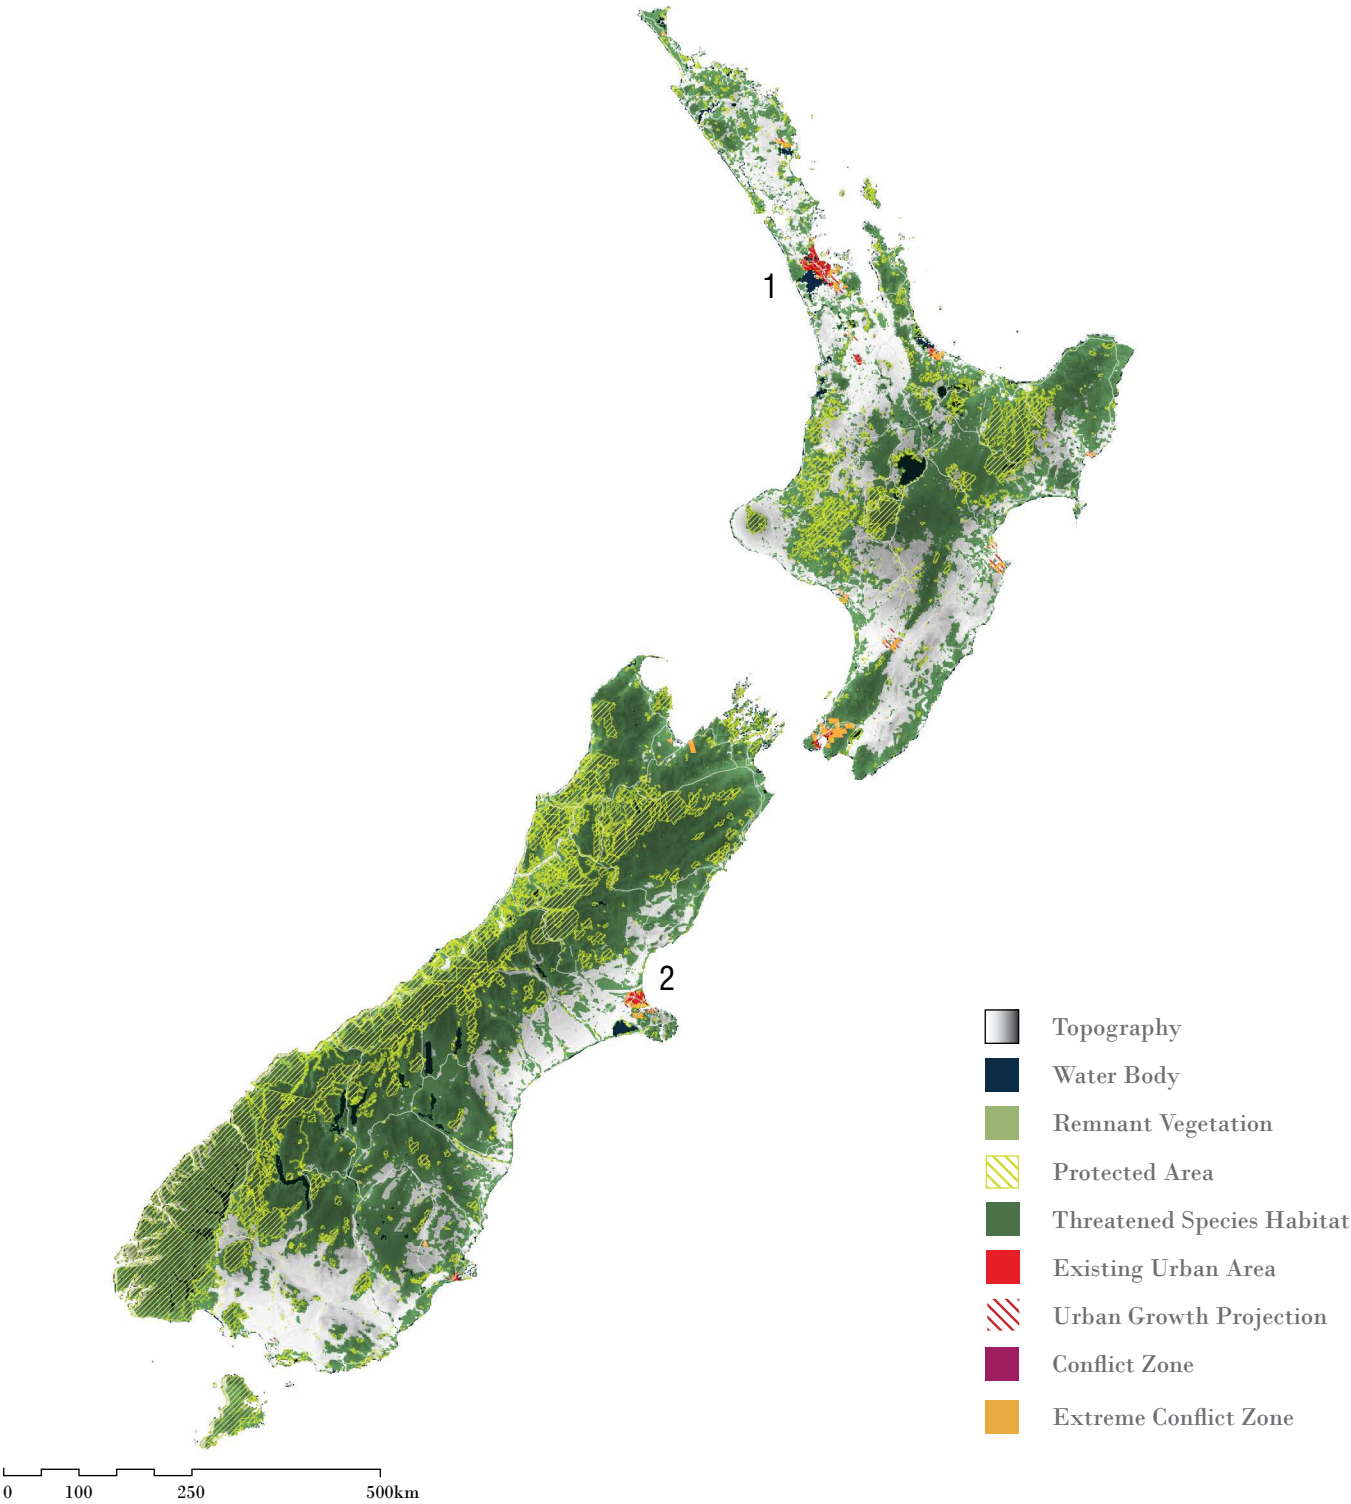 1
2
Topography
Water Body
Remnant Vegetation
Protected Area
Threatened Species Habitat
Existing Urban Area
Urban Growth Projection
Conflict Zone
Extreme Conflict Zone
0 100 250 500km